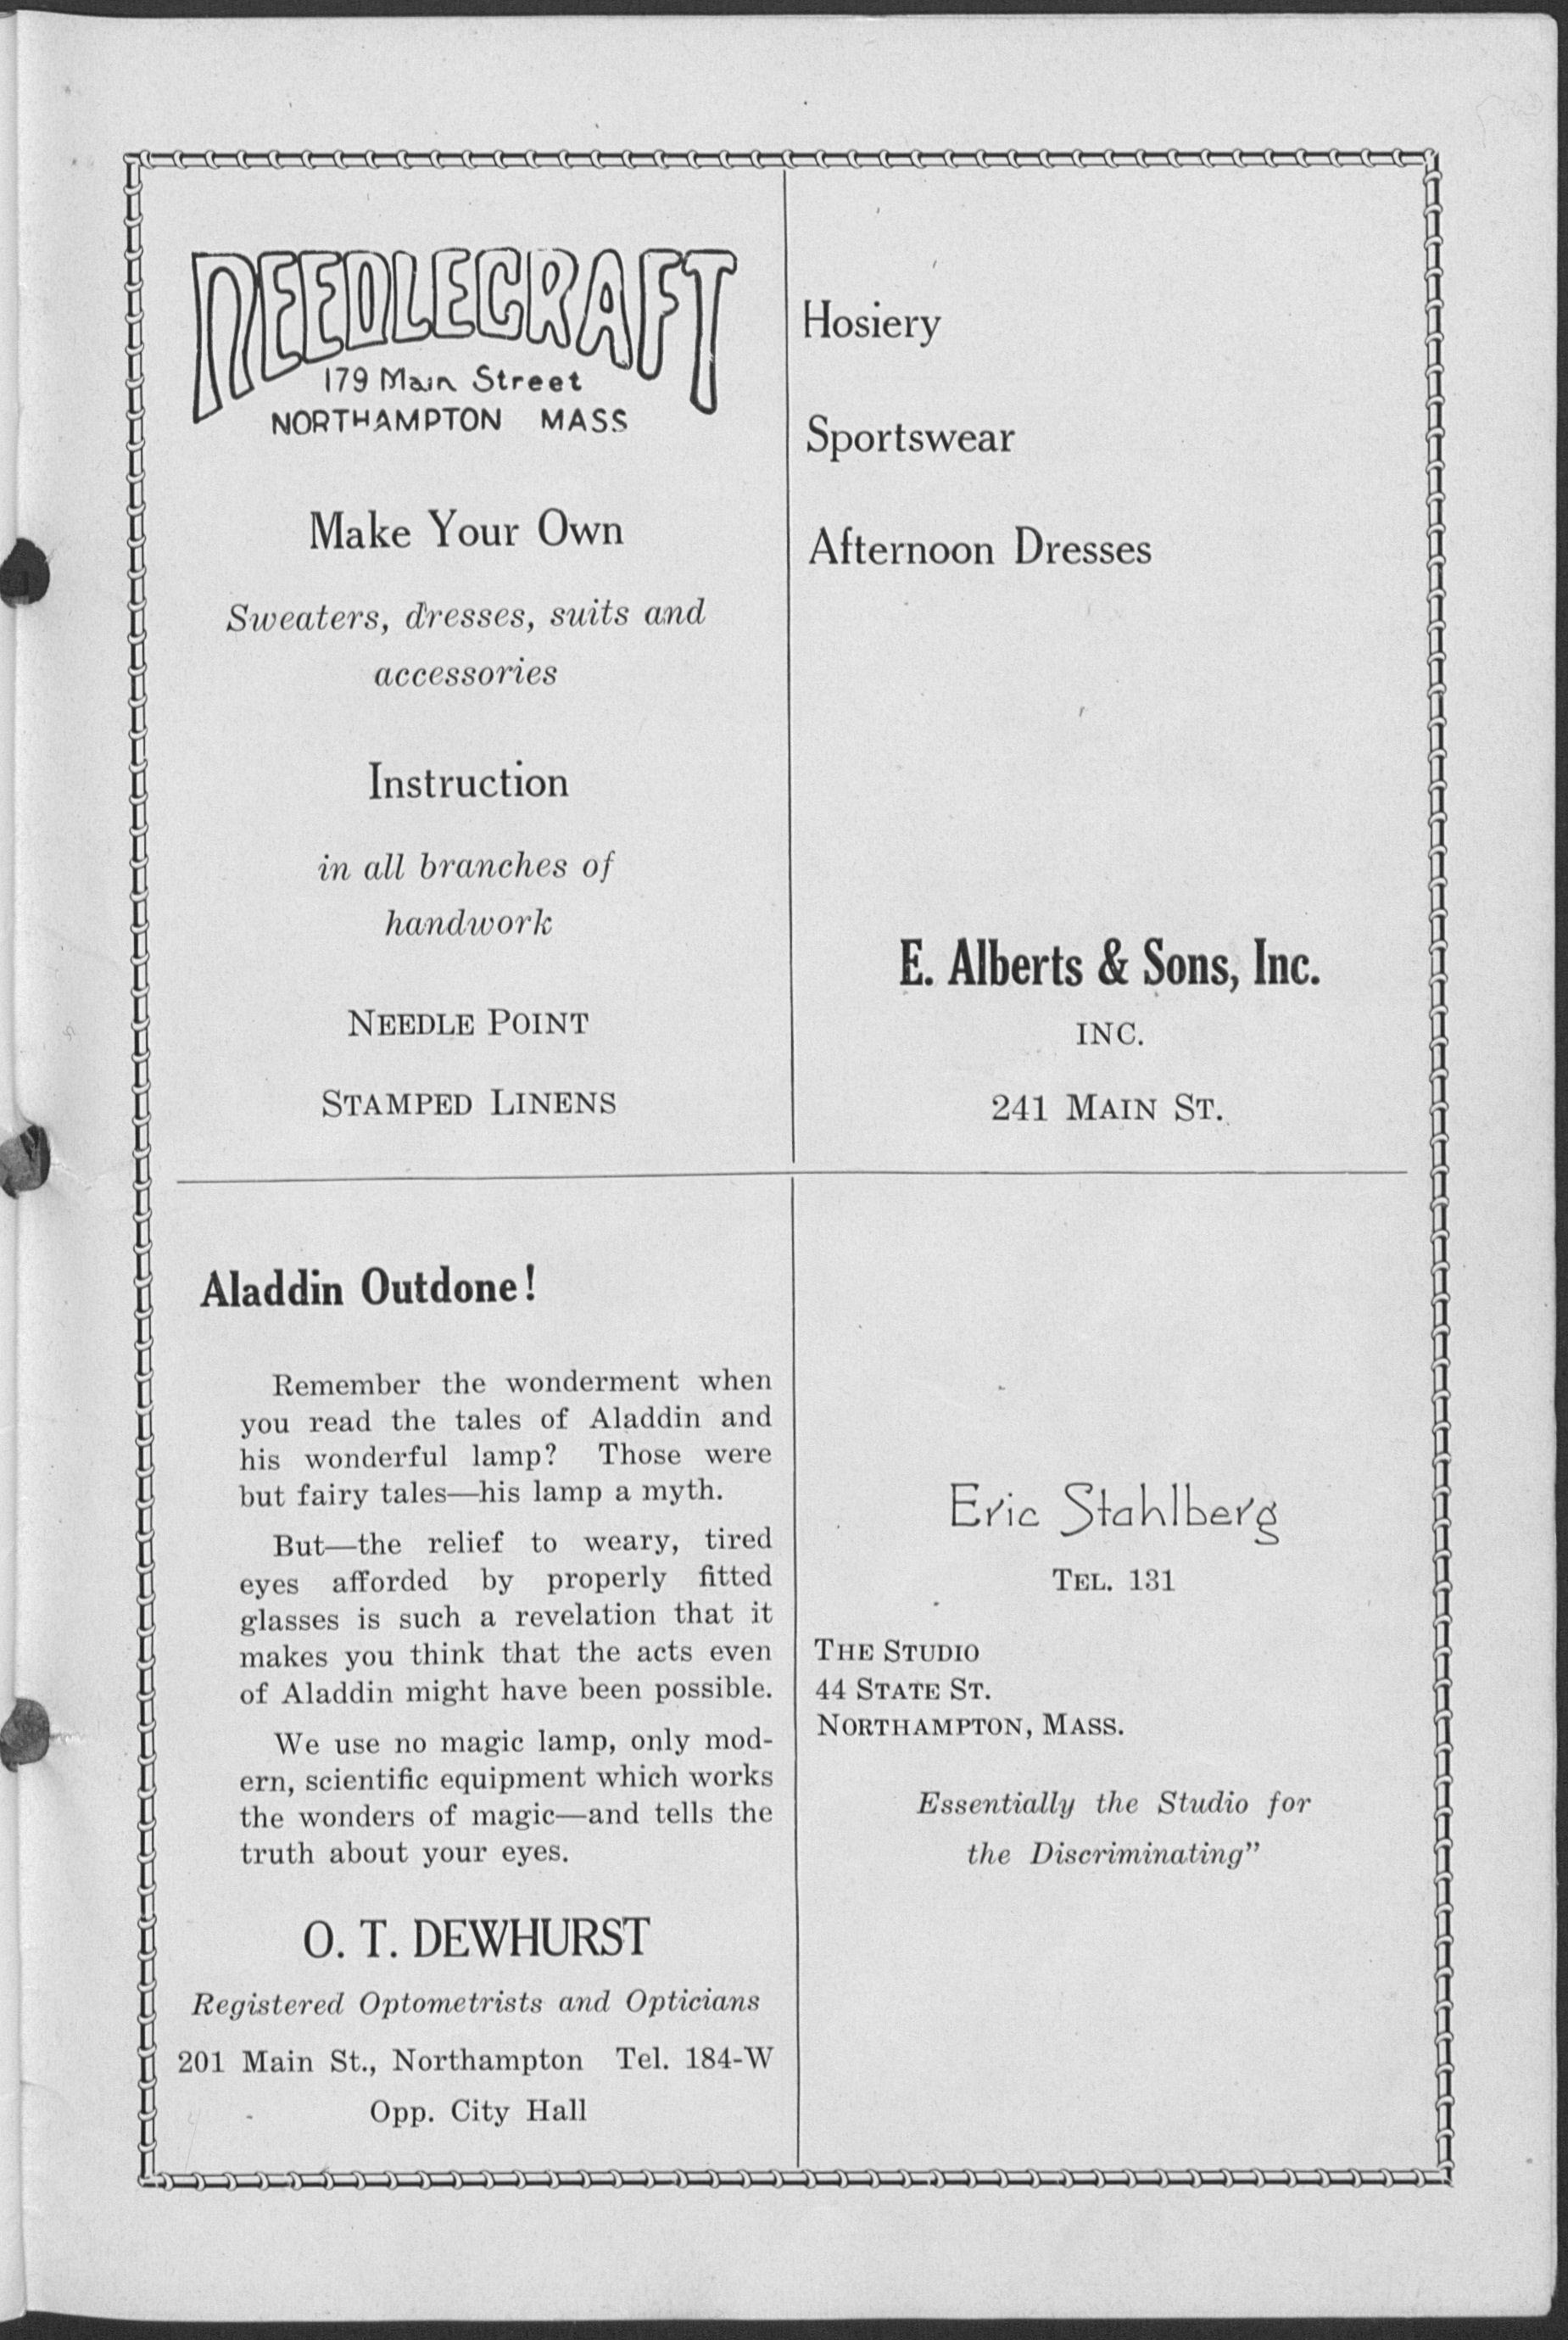 NEEDLECRAFT
179 Main Street
NORTHAMPTON MASS
Make Your Own
Sweaters, dresses, suits and
accessories
Instruction
in all branches of
handwork
NEEDLE POINT
STAMPED LINENS
Hosiery
Sportswear
Afternoon Dresses
E. Alberts & Sons, Inc.
INC.
241 MAIN ST.
Aladdin Outdone!
Remember the wonderment when
you read the tales of Aladdin and
his wonderful lamp? Those were
but fairy tales—his lamp a myth.
But—the relief to weary, tired
eyes afforded by properly fitted
glasses is such a revelation that it
makes you think that the acts even
of Aladdin might have been possible.
We use no magic lamp, only mod-
ern, scientific equipment which works
the wonders of magic—and tells the
truth about your eyes.
O. T. DEWHURST
Registered Optometrists and Opticians
201 Main St., Northampton Tel. 184-W
Opp. City Hall
Eric Stahlberg
TEL. 131
THE STUDIO
44 STATE ST.
NORTHAMPTON, MASS.
Essentially the Studio for
the Discriminating”